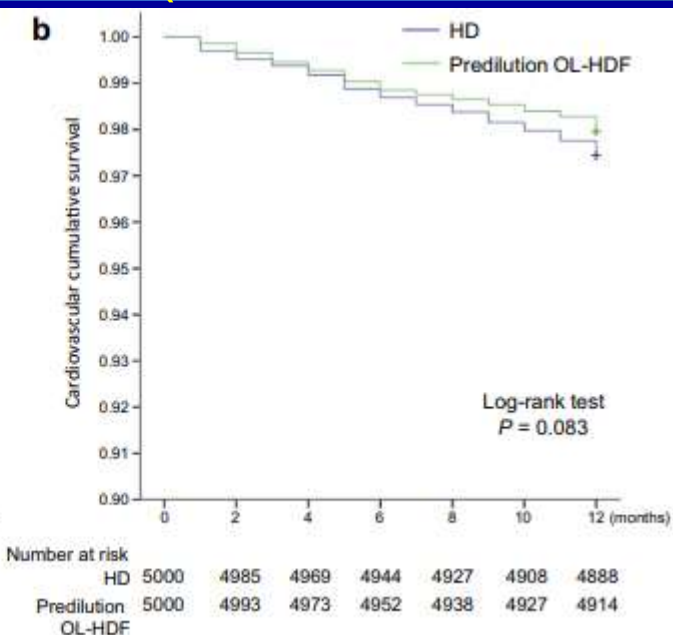 b
HD
Predilution OL-HDF
1.00
0.99
0.98
0.97
0.96
0.95
0.94
0.93
0.92
0.91
0.90
Cardiovascular cumulative survival
Log-rank test
P = 0.083
0 2 4 6 8 10 12 (months)
Number at risk
HD 5000 4985 4969 4944 4927 4908 4888
Predilution 5000 4993 4973 4952 4938 4927 4914
OL-HDF